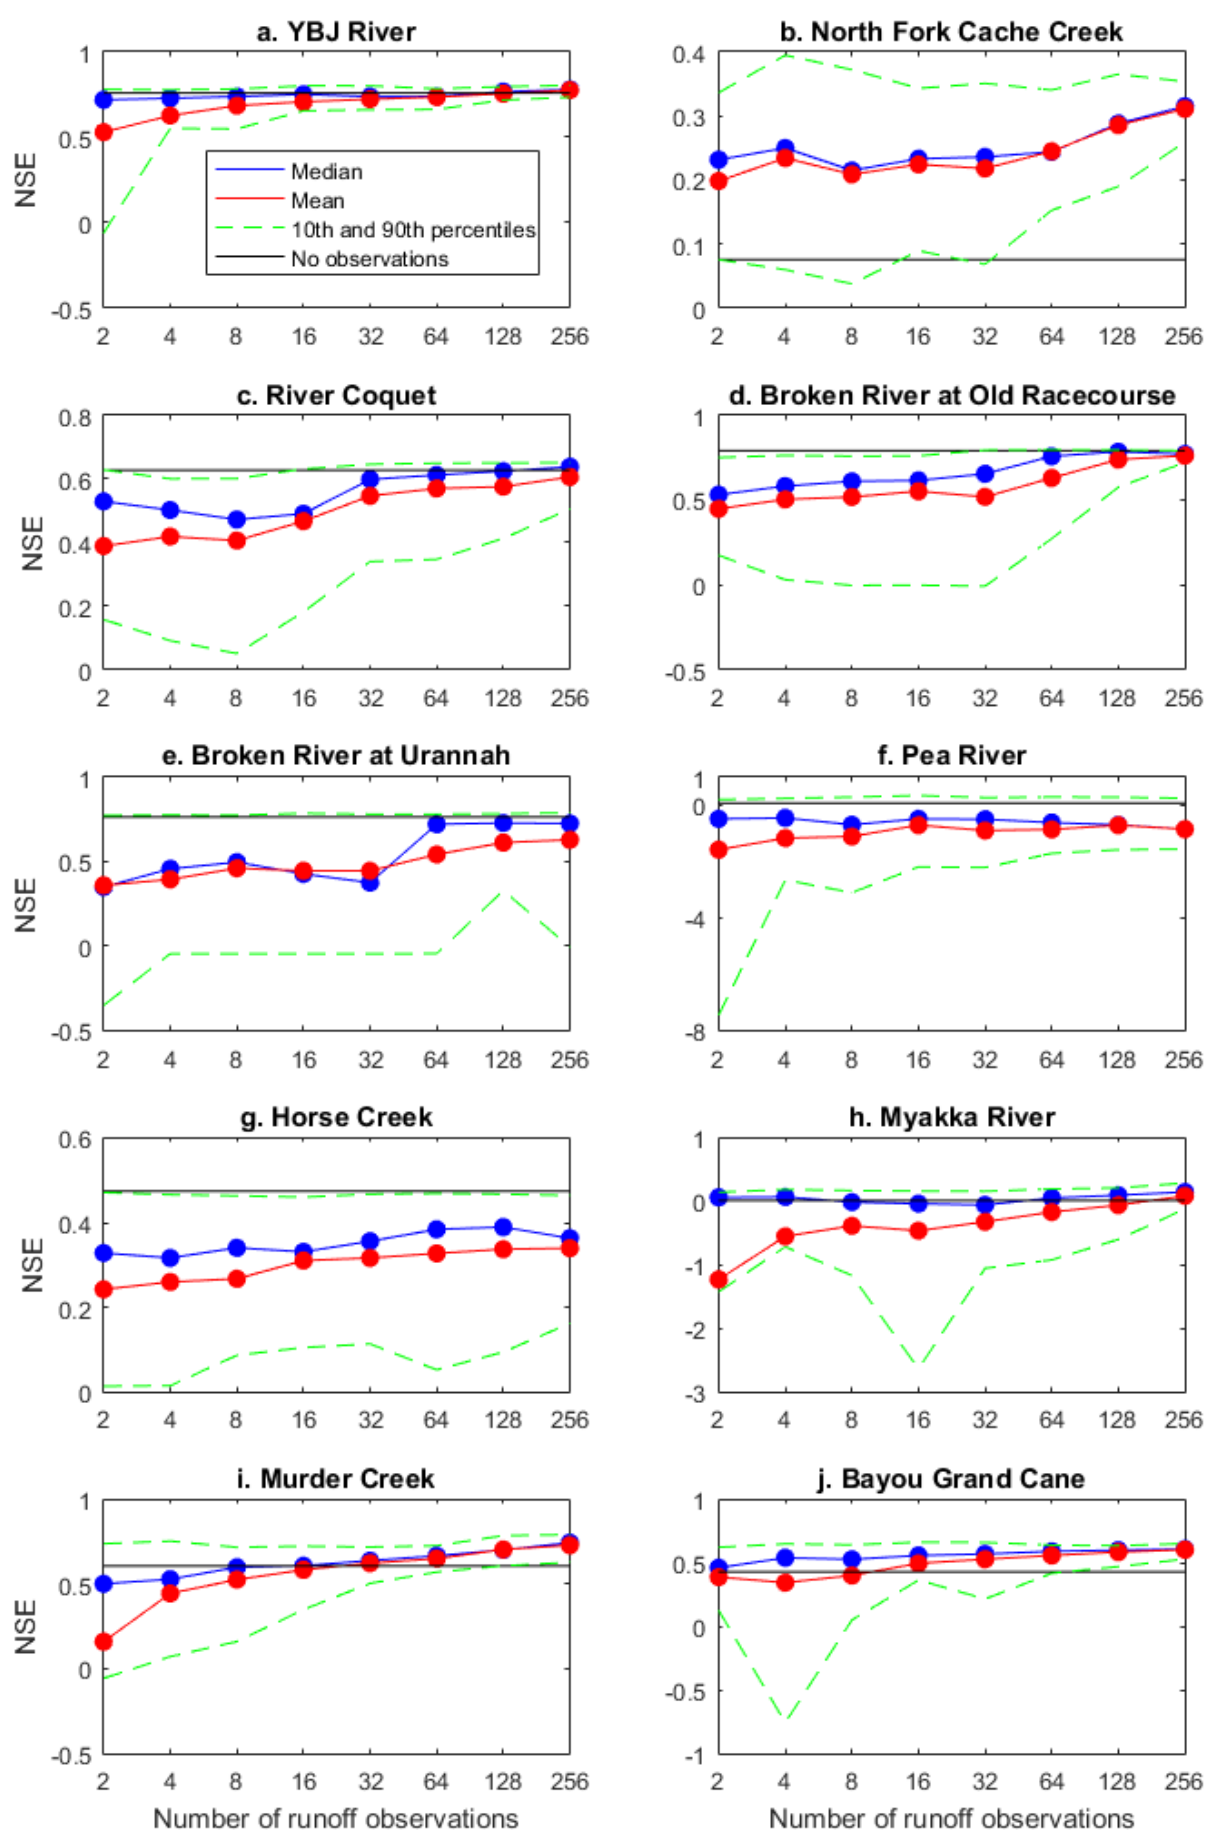 a. YBJ River
b. North Fork Cache Creek
1
0.5
0
-0.5
NSE
Median
Mean
10th and 90th percentiles
No observations
2 4 8 16 32 64 128 256
0.4
0.3
0.2
0.1
0
2 4 8 16 32 64 128 256
c. River Coquet
d. Broken River at Old Racecourse
0.8
0.6
0.4
0.2
0
NSE
2 4 8 16 32 64 128 256
1
0.5
0
-0.5
2 4 8 16 32 64 128 256
e. Broken River at Urannah
f. Pea River
1
0.5
0
-0.5
NSE
2 4 8 16 32 64 128 256
1
0
-4
-8
2 4 8 16 32 64 128 256
g. Horse Creek
h. Myakka River
0.6
0.4
0.2
0
NSE
2 4 8 16 32 64 128 256
1
0
-1
-2
-3
2 4 8 16 32 64 128 256
i. Murder Creek
j. Bayou Grand Cane
1
0.5
0
-0.5
NSE
2 4 8 16 32 64 128 256
Number of runoff observations
1
0.5
0
-0.5
-1
2 4 8 16 32 64 128 256
Number of runoff observations